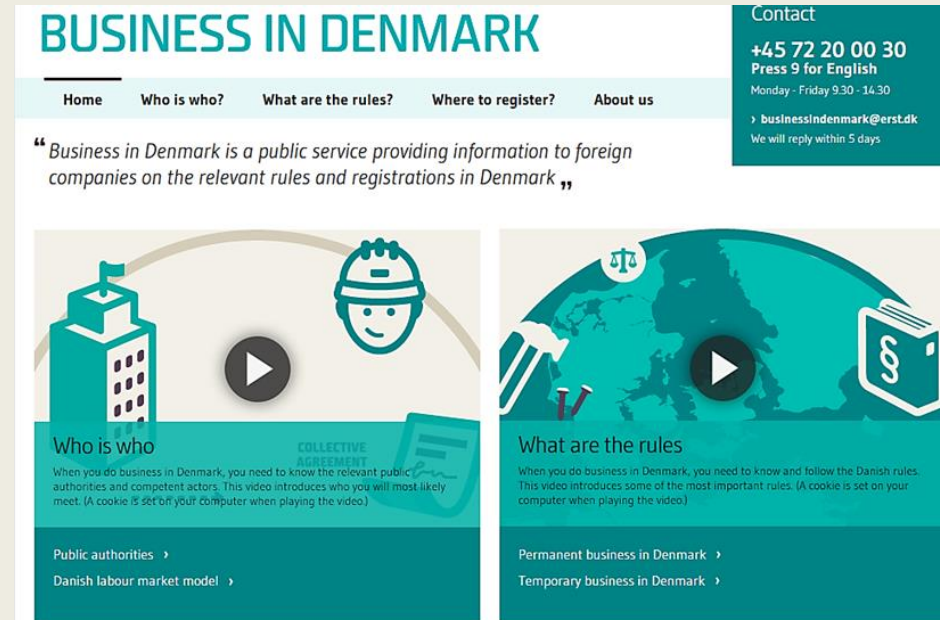 BUSINESS IN DENMARK
Contact
+45 72 20 00 30
Press 9 for English
Monday - Friday 9.30 - 14.30
› businessindenmark@erst.dk
We will reply within 5 days
Home Who is who? What are the rules? Where to register? About us
“ Business in Denmark is a public service providing information to foreign
companies on the relevant rules and registrations in Denmark „
§
COLLECTIVE
AGREEMENT
Who is who
When you do business in Denmark, you need to know the relevant public
authorities and competent actors. This video introduces who you will most likely
meet. (A cookie is set on your computer when playing the video.)
Public authorities ›
Danish labour market model ›
What are the rules
When you do business in Denmark, you need to know and follow the Danish rules.
This video introduces some of the most important rules. (A cookie is set on your
computer when playing the video.)
Permanent business in Denmark ›
Temporary business in Denmark ›